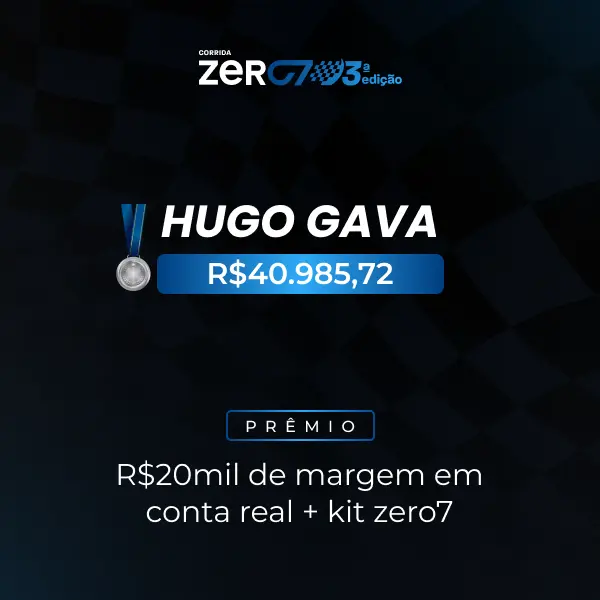 CORRIDA
zero7 3ª
edição
HUGO GAVA
R$40.985,72
PRÊMIO
R$20mil de margem em
conta real + kit zero7